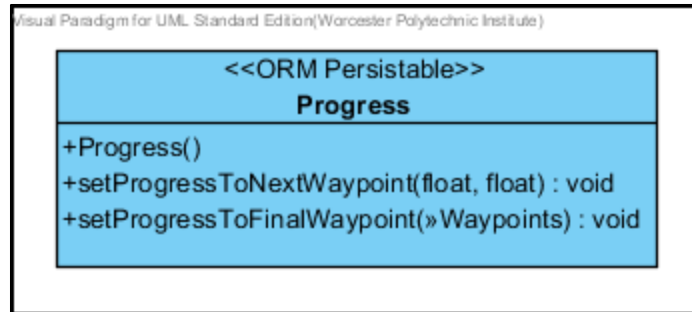 Visual Paradigm for UML Standard Edition(Worcester Polytechnic Institute)
<<ORM Persistable>>
Progress
+Progress()
+setProgressToNextWaypoint(float, float) : void
+setProgressToFinalWaypoint(»Waypoints) : void